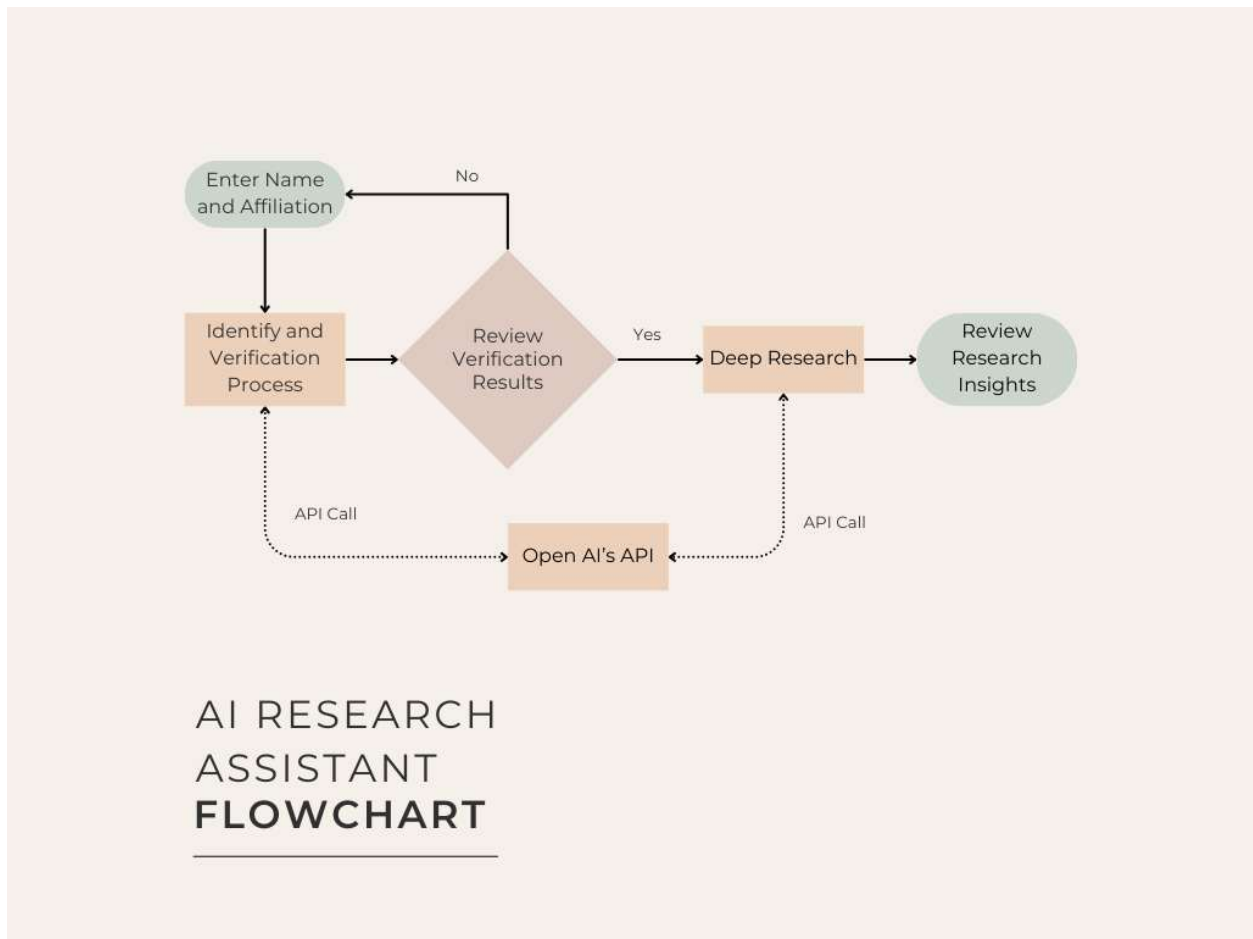 No
Enter Name
and Affiliation
Identify and
Verification
Process
Review
Verification
Results
Yes
Deep Research
Review
Research
Insights
API Call
API Call
Open AI's API
AI RESEARCH
ASSISTANT
FLOWCHART